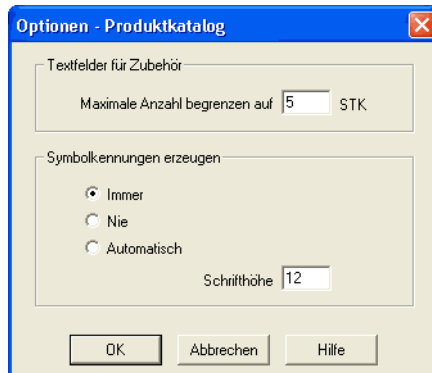 Optionen - Produktkatalog
Textfelder für Zubehör
Maximale Anzahl begrenzen auf 5 STK
Symbolkennungen erzeugen
Immer
Nie
Automatisch
Schrifthöhe 12
OK Abbrechen Hilfe